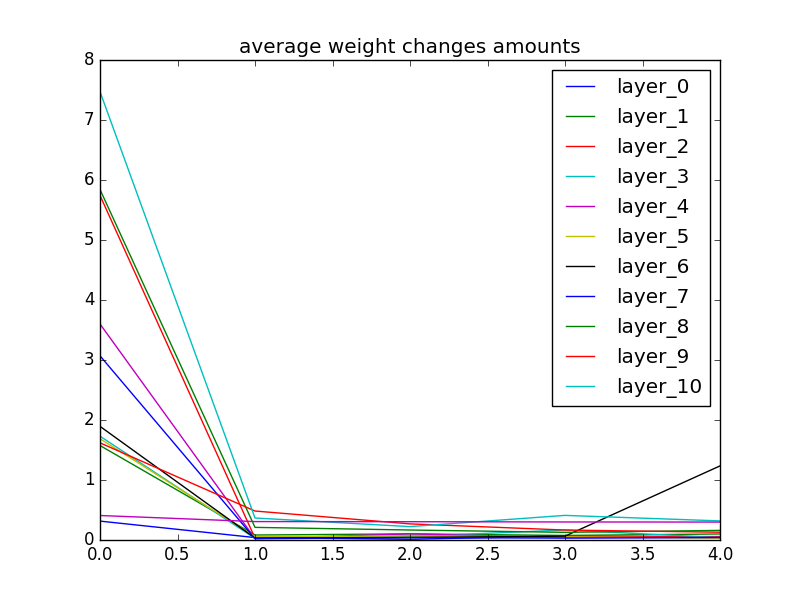 average weight changes amounts
8
7
6
5
4
3
2
1
0
0.0 0.5 1.0 1.5 2.0 2.5 3.0 3.5 4.0
layer_0
layer_1
layer_2
layer_3
layer_4
layer_5
layer_6
layer_7
layer_8
layer_9
layer_10